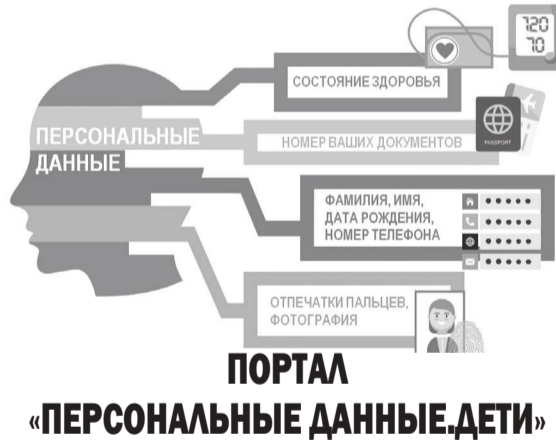 720
70
СОСТОЯНИЕ ЗДОРОВЬЯ
ПЕРСОНАЛЬНЫЕ
ДАННЫЕ
НОМЕР ВАШИХ ДОКУМЕНТОВ
PASSPORT
ФАМИЛИЯ, ИМЯ,
ДАТА РОЖДЕНИЯ,
НОМЕР ТЕЛЕФОНА
ОТПЕЧАТКИ ПАЛЬЦЕВ,
ФОТОГРАФИЯ
ПОРТАЛ
«ПЕРСОНАЛЬНЫЕ ДАННЫЕ.ДЕТИ»